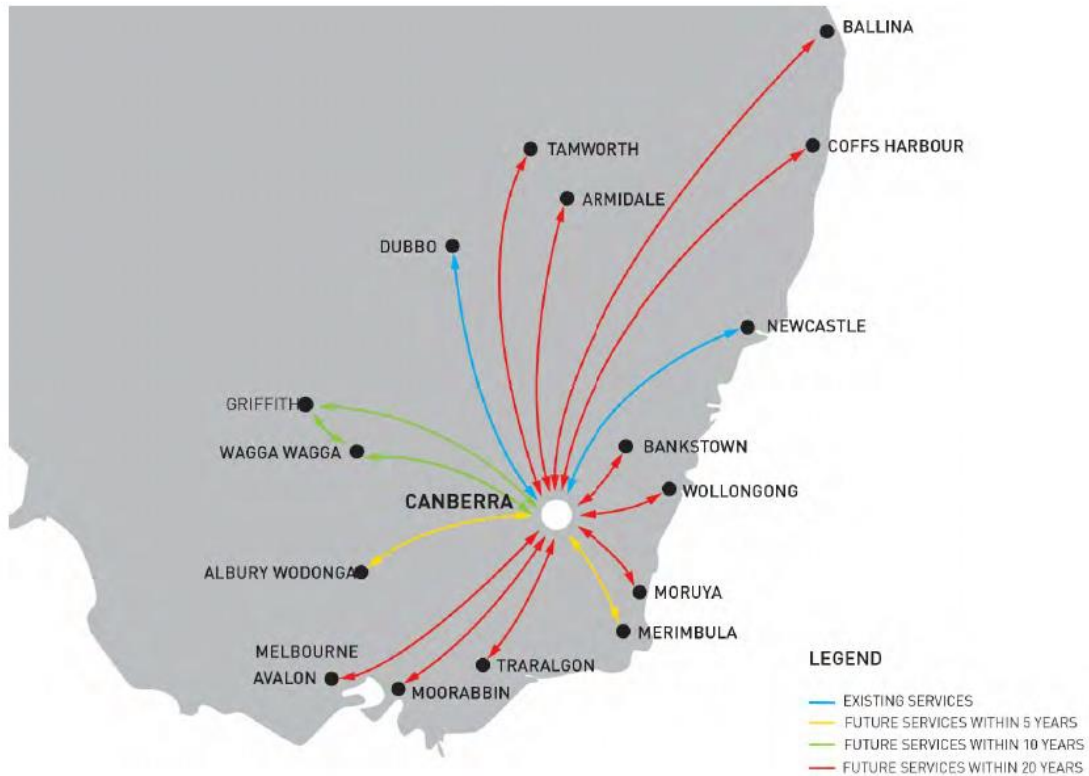 BALLINA
TAMWORTH
COFFS HARBOUR
ARMIDALE
DUBBO
NEWCASTLE
GRIFFITH
WAGGA WAGGA
BANKSTOWN
CANBERRA
WOLLONGONG
ALBURY WODONGA
MORUYA
MERIMBULA
MELBOURNE
AVALON
TRARALGON
MOORABBIN
LEGEND
EXISTING SERVICES
FUTURE SERVICES WITHIN 5 YEARS
FUTURE SERVICES WITHIN 10 YEARS
FUTURE SERVICES WITHIN 20 YEARS